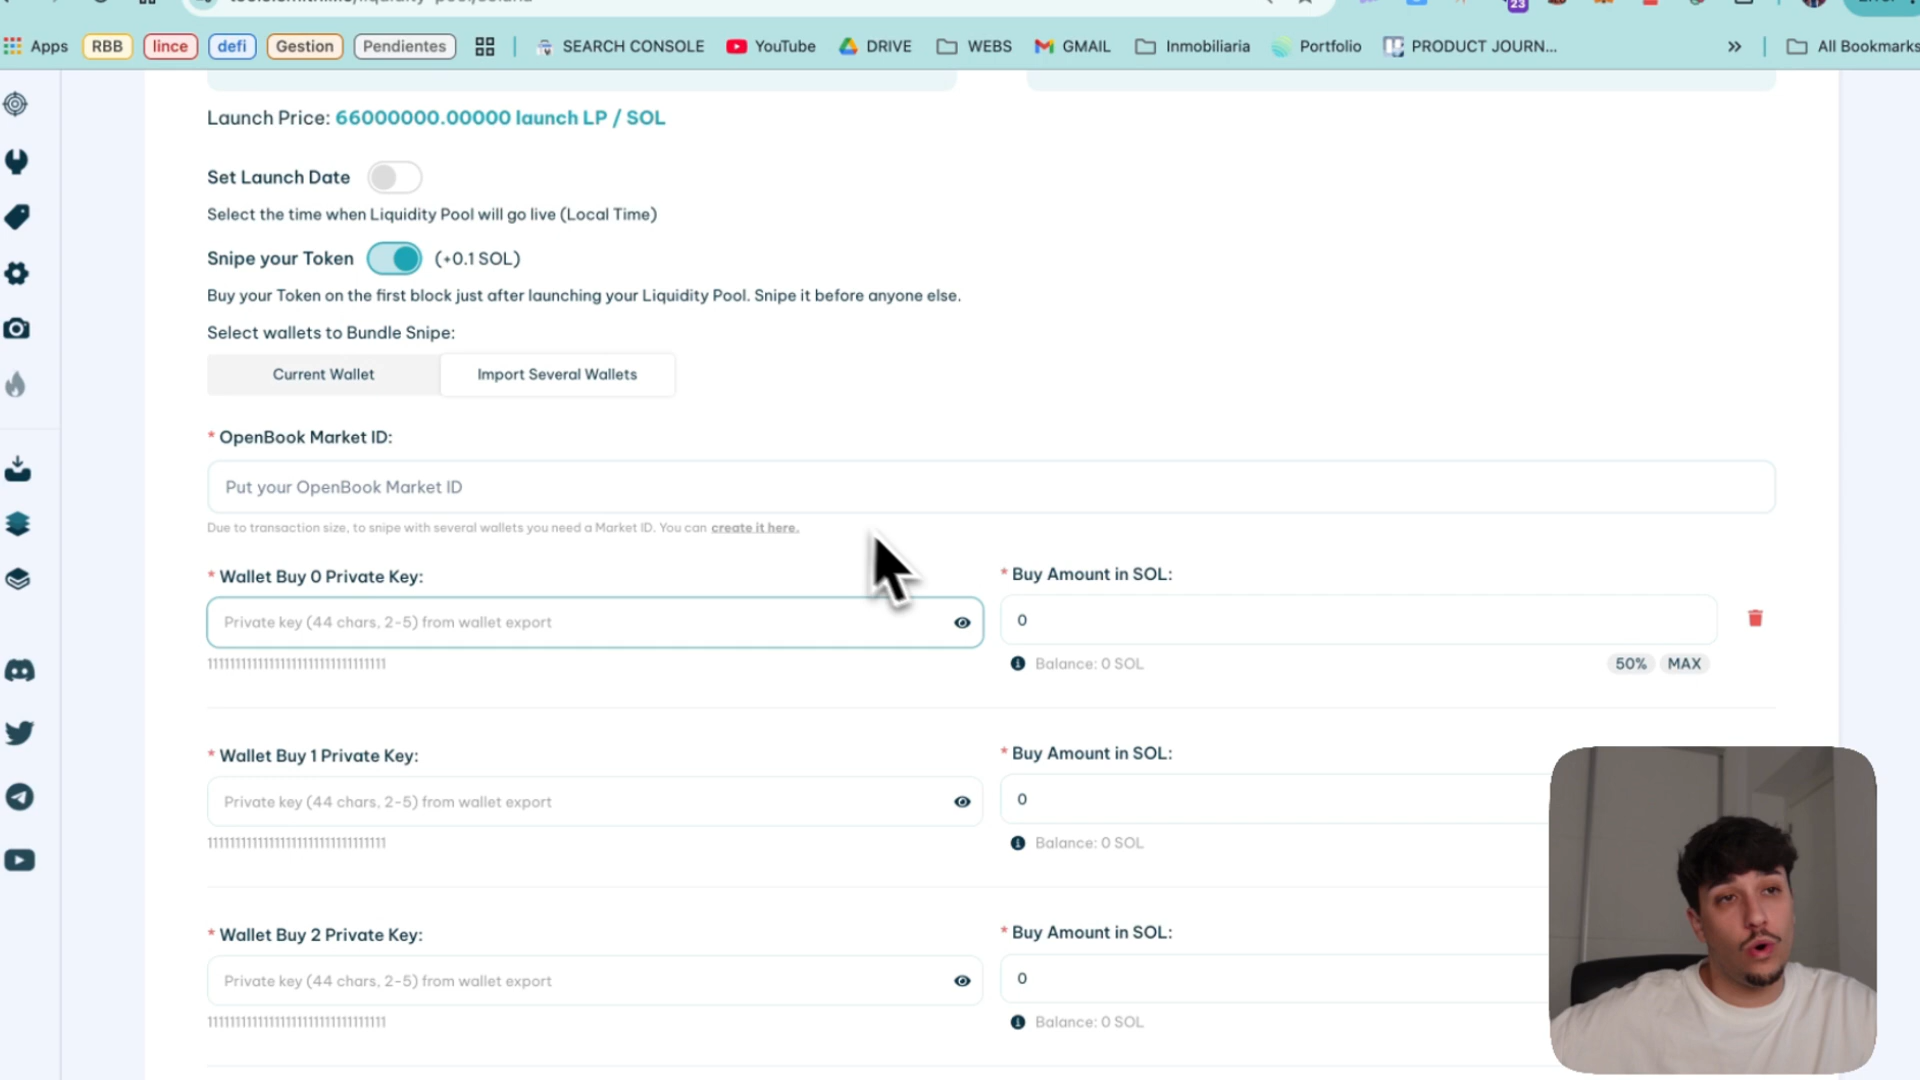 23
Apps RBB lince defi Gestion Pendientes SEARCH CONSOLE YouTube DRIVE WEBS GMAIL Inmobiliaria Portfolio PRODUCT JOURN... » All Bookmarks
Launch Price: 66000000.00000 launch LP / SOL
Set Launch Date
Select the time when Liquidity Pool will go live (Local Time)
Snipe your Token (+0.1 SOL)
Buy your Token on the first block just after launching your Liquidity Pool. Snipe it before anyone else.
Select wallets to Bundle Snipe:
Current Wallet Import Several Wallets
* OpenBook Market ID:
Put your OpenBook Market ID
Due to transaction size, to snipe with several wallets you need a Market ID. You can create it here.
* Wallet Buy 0 Private Key: * Buy Amount in SOL:
Private key (44 chars, 2-5) from wallet export 0
11111111111111111111111111111111 Balance: 0 SOL 50% MAX
* Wallet Buy 1 Private Key: * Buy Amount in SOL:
Private key (44 chars, 2-5) from wallet export 0
11111111111111111111111111111111 Balance: 0 SOL
* Wallet Buy 2 Private Key: * Buy Amount in SOL:
Private key (44 chars, 2-5) from wallet export 0
11111111111111111111111111111111 Balance: 0 SOL